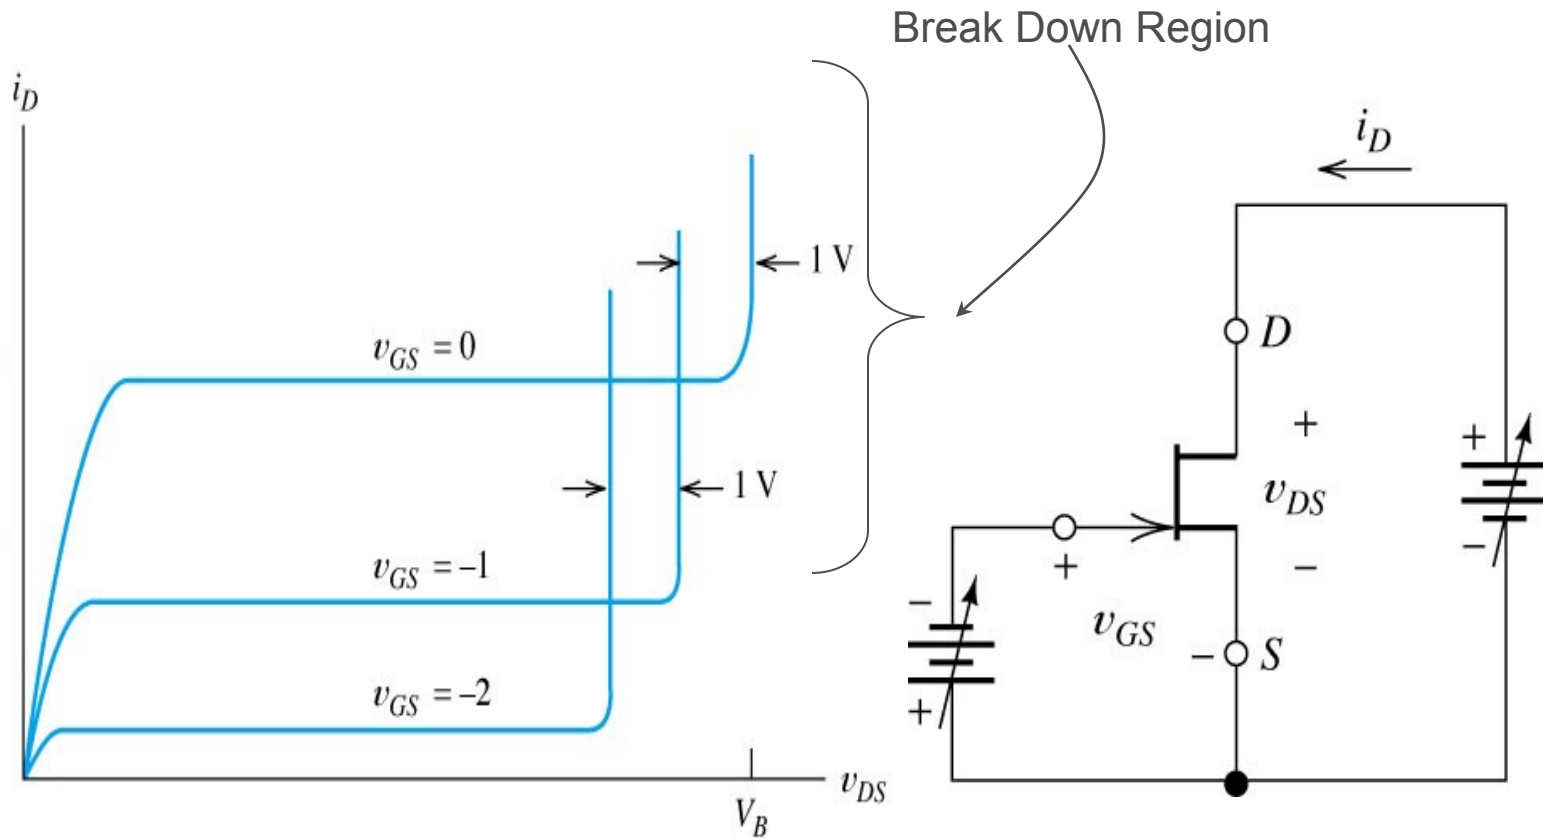 Break Down Region
i_D
1 V
v_GS = 0
1 V
v_GS = –1
v_GS = –2
v_DS
V_B
i_D
D
+
v_DS
–
+
–
+
v_GS
–
S
–
+